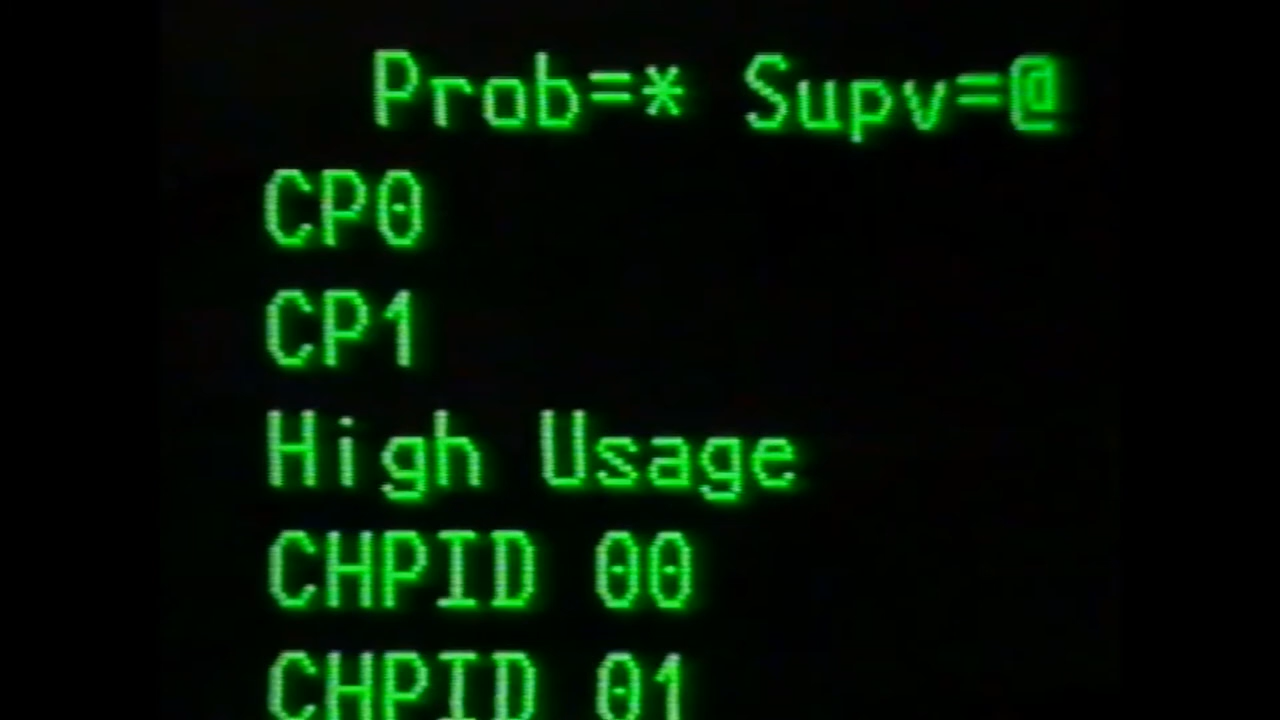 Prob=* Supv=@
CP0
CP1
High Usage
CHPID 00
CHPID 01